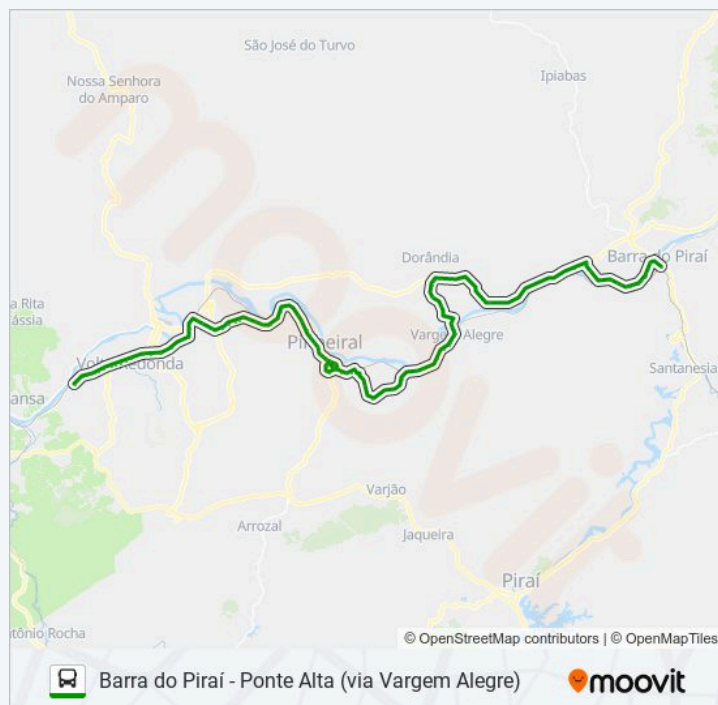 São José do Turvo
Ipiabas
Nossa Senhora
do Amparo
Dorândia
Barra do Piraí
a Rita
ássia
Pinheiral
Vargem Alegre
Volta Redonda
Santanesia
ansa
Varjão
Arrozal
Jaqueira
Piraí
ntônio Rocha
© OpenStreetMap contributors | © OpenMapTiles
Barra do Piraí - Ponte Alta (via Vargem Alegre)
moovit
moovit